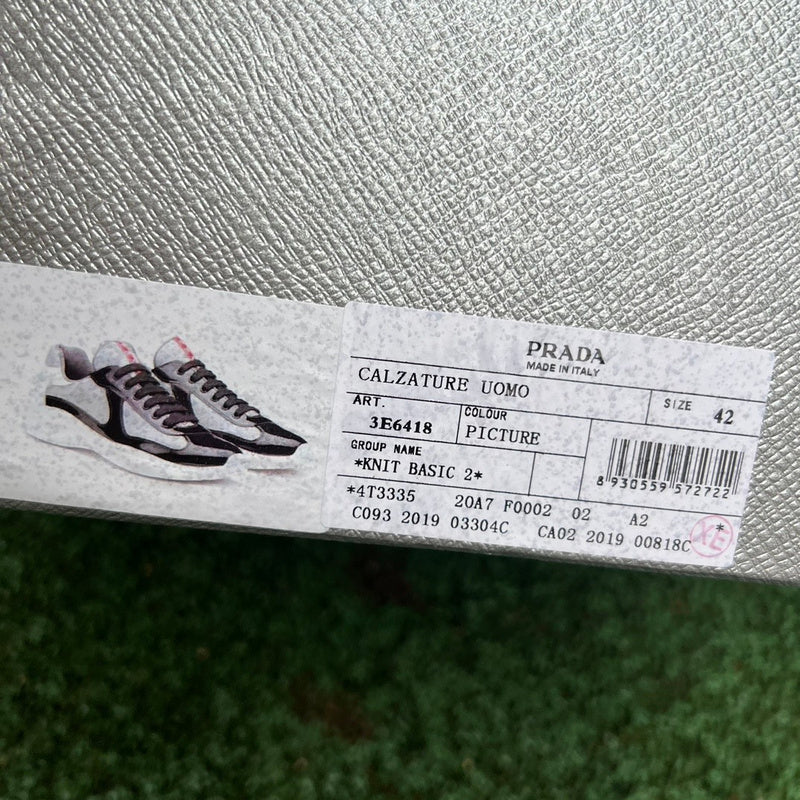 PRADA
MADE IN ITALY
CALZATURE UOMO
SIZE 42
ART.
3E6418
COLOUR
PICTURE
GROUP NAME
*KNIT BASIC 2*
8 930559 572722
*4T3335 20A7 F0002 02 A2
C093 2019 03304C CA02 2019 00818C
*
XE